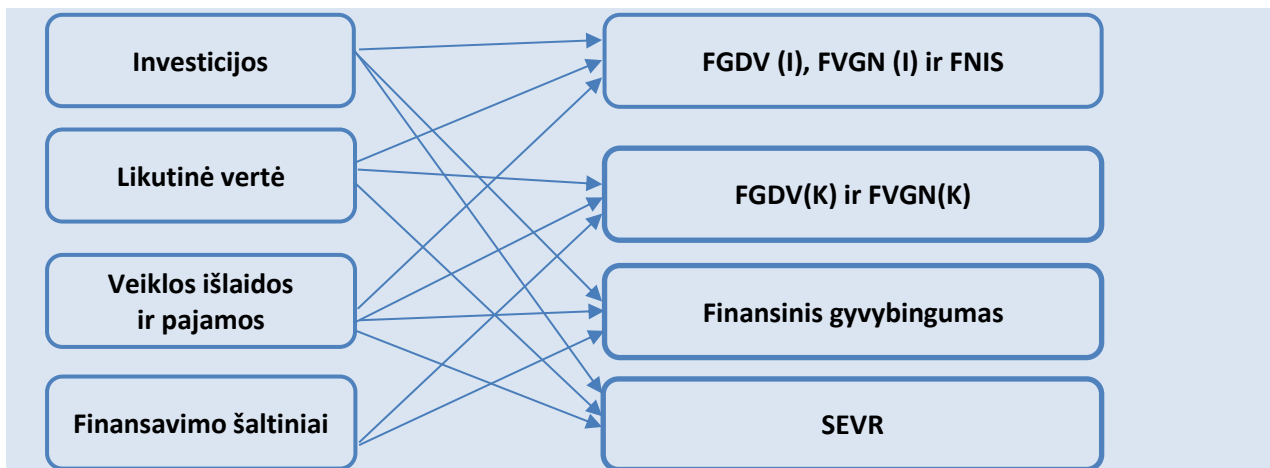 Investicijos
Likutinė vertė
Veiklos išlaidos
ir pajamos
Finansavimo šaltiniai
FGDV (I), FVGN (I) ir FNIS
FGDV(K) ir FVGN(K)
Finansinis gyvybingumas
SEVR